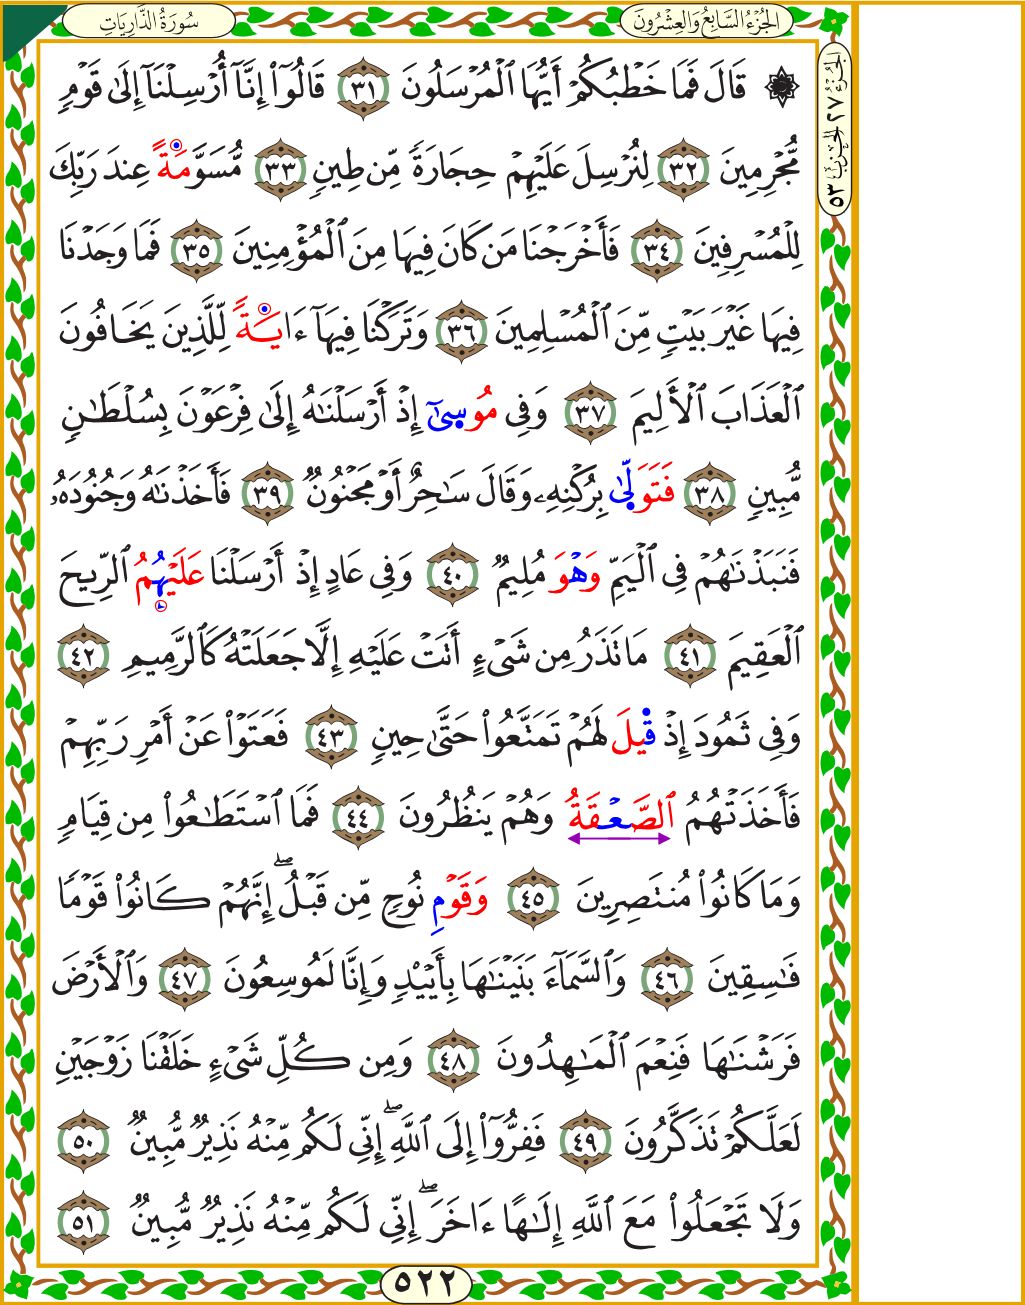 سُورَةُ الذَّارِيَاتِ
الجُزْءُ السَّابِعُ وَالعِشْرُونَ
الجزء ٢٧ الحزب ٥٣
۞ قَالَ فَمَا خَطْبُكُمْ أَيُّهَا ٱلْمُرْسَلُونَ ٣١ قَالُوٓاْ إِنَّآ أُرْسِلْنَآ إِلَىٰ قَوْمٍ
مُّجْرِمِينَ ٣٢ لِنُرْسِلَ عَلَيْهِمْ حِجَارَةً مِّن طِينٍ ٣٣ مُّسَوَّمَةً عِندَ رَبِّكَ
لِلْمُسْرِفِينَ ٣٤ فَأَخْرَجْنَا مَن كَانَ فِيهَا مِنَ ٱلْمُؤْمِنِينَ ٣٥ فَمَا وَجَدْنَا
فِيهَا غَيْرَ بَيْتٍ مِّنَ ٱلْمُسْلِمِينَ ٣٦ وَتَرَكْنَا فِيهَآ ءَايَةً لِّلَّذِينَ يَخَافُونَ
ٱلْعَذَابَ ٱلْأَلِيمَ ٣٧ وَفِى مُوسِىٰٓ إِذْ أَرْسَلْنَٰهُ إِلَىٰ فِرْعَوْنَ بِسُلْطَٰنٍ
مُّبِينٍ ٣٨ فَتَوَلِّىٰ بِرُكْنِهِۦ وَقَالَ سَٰحِرٌ أَوْ مَجْنُونٌ ٣٩ فَأَخَذْنَٰهُ وَجُنُودَهُۥ
فَنَبَذْنَٰهُمْ فِى ٱلْيَمِّ وَهْوَ مُلِيمٌ ٤٠ وَفِى عَادٍ إِذْ أَرْسَلْنَا عَلَيْهُمُ ٱلرِّيحَ
ٱلْعَقِيمَ ٤١ مَا تَذَرُ مِن شَىْءٍ أَتَتْ عَلَيْهِ إِلَّا جَعَلَتْهُ كَٱلرَّمِيمِ ٤٢
وَفِى ثَمُودَ إِذْ قِيلَ لَهُمْ تَمَتَّعُواْ حَتَّىٰ حِينٍ ٤٣ فَعَتَوْاْ عَنْ أَمْرِ رَبِّهِمْ
فَأَخَذَتْهُمُ ٱلصَّعْقَةُ وَهُمْ يَنظُرُونَ ٤٤ فَمَا ٱسْتَطَٰعُواْ مِن قِيَامٍ
وَمَا كَانُواْ مُنتَصِرِينَ ٤٥ وَقَوْمِ نُوحٍ مِّن قَبْلُۖ إِنَّهُمْ كَانُواْ قَوْمًا
فَٰسِقِينَ ٤٦ وَٱلسَّمَآءَ بَنَيْنَٰهَا بِأَيْي۟دٍ وَإِنَّا لَمُوسِعُونَ ٤٧ وَٱلْأَرْضَ
فَرَشْنَٰهَا فَنِعْمَ ٱلْمَٰهِدُونَ ٤٨ وَمِن كُلِّ شَىْءٍ خَلَقْنَا زَوْجَيْنِ
لَعَلَّكُمْ تَذَكَّرُونَ ٤٩ فَفِرُّوٓاْ إِلَى ٱللَّهِۖ إِنِّى لَكُم مِّنْهُ نَذِيرٌ مُّبِينٌ ٥٠
وَلَا تَجْعَلُواْ مَعَ ٱللَّهِ إِلَٰهًا ءَاخَرَۖ إِنِّى لَكُم مِّنْهُ نَذِيرٌ مُّبِينٌ ٥١
٥٢٢